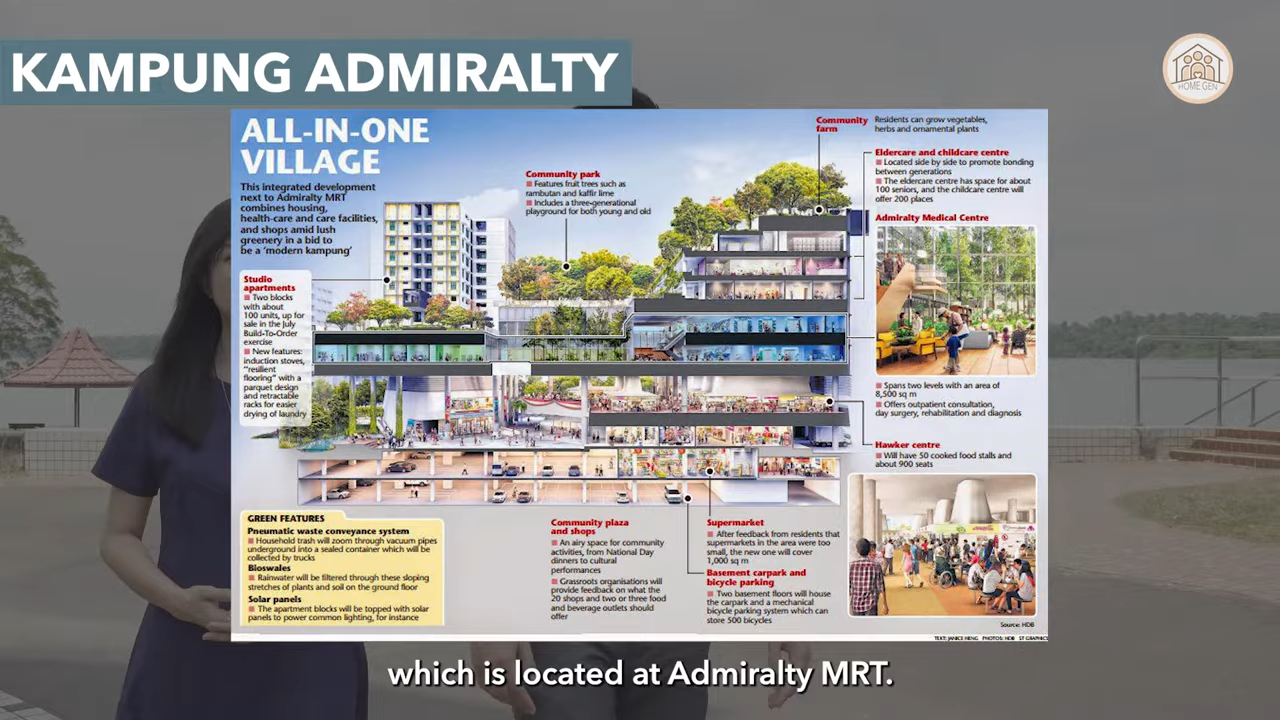 KAMPUNG ADMIRALTY
HOME GEN
ALL-IN-ONE
VILLAGE
This integrated development
next to Admiralty MRT
combines housing,
health-care and care facilities,
and shops amid lush
greenery in a bid to
be a ‘modern kampung’
Studio
apartments
Two blocks
with about
100 units, up for
sale in the July
Build-To-Order
exercise
New features:
induction stoves,
“resilient
flooring” with a
parquet design
and retractable
racks for easier
drying of laundry
Community park
Features fruit trees such as
rambutan and kaffir lime
Includes a three-generational
playground for both young and old
Community
farm
Residents can grow vegetables,
herbs and ornamental plants
Eldercare and childcare centre
Located side by side to promote bonding
between generations
The eldercare centre has space for about
100 seniors, and the childcare centre will
offer 200 places
Admiralty Medical Centre
Spans two levels with an area of
8,500 sq m
Offers outpatient consultation,
day surgery, rehabilitation and diagnosis
Hawker centre
Will have 50 cooked food stalls and
about 900 seats
GREEN FEATURES
Pneumatic waste conveyance system
Household trash will zoom through vacuum pipes
underground into a sealed container which will be
collected by trucks
Bioswales
Rainwater will be filtered through these sloping
stretches of plants and soil on the ground floor
Solar panels
The apartment blocks will be topped with solar
panels to power common lighting, for instance
Community plaza
and shops
An airy space for community
activities, from National Day
dinners to cultural
performances
Grassroots organisations will
provide feedback on what the
20 shops and two or three food
and beverage outlets should
offer
Supermarket
After feedback from residents that
supermarkets in the area were too
small, the new one will cover
1,000 sq m
Basement carpark and
bicycle parking
Two basement floors will house
the carpark and a mechanical
bicycle parking system which can
store 500 bicycles
Source: HDB
TEXT: JANICE HENG PHOTOS: HDB ST GRAPHICS
which is located at Admiralty MRT.